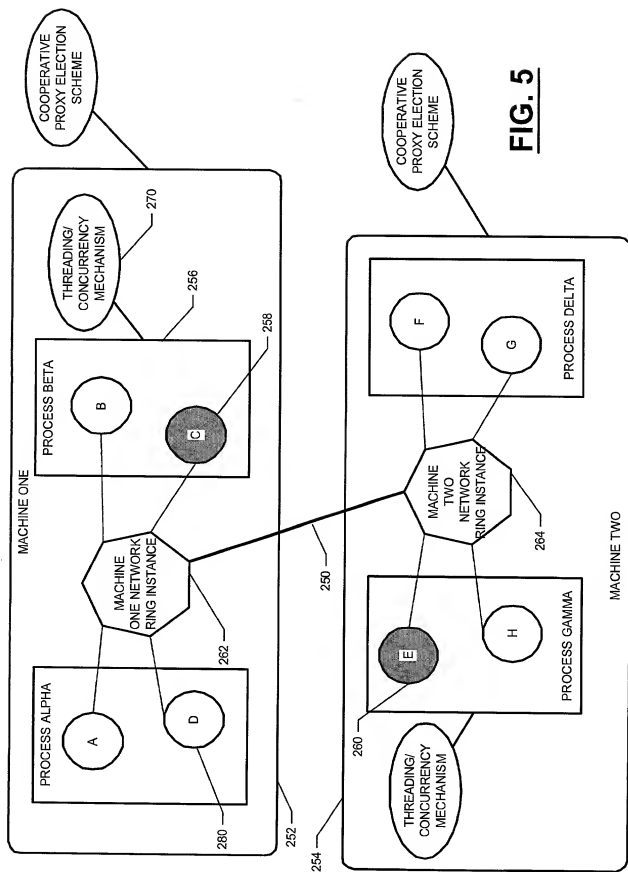 COOPERATIVE
PROXY ELECTION
SCHEME
MACHINE ONE
THREADING/
CONCURRENCY
MECHANISM
270
PROCESS BETA
256
B
258
C
MACHINE
ONE NETWORK
RING INSTANCE
262
PROCESS ALPHA
A
D
280
252
250
COOPERATIVE
PROXY ELECTION
SCHEME
FIG. 5
F
G
PROCESS DELTA
MACHINE
TWO
NETWORK
RING INSTANCE
264
E
H
PROCESS GAMMA
260
THREADING/
CONCURRENCY
MECHANISM
254
MACHINE TWO